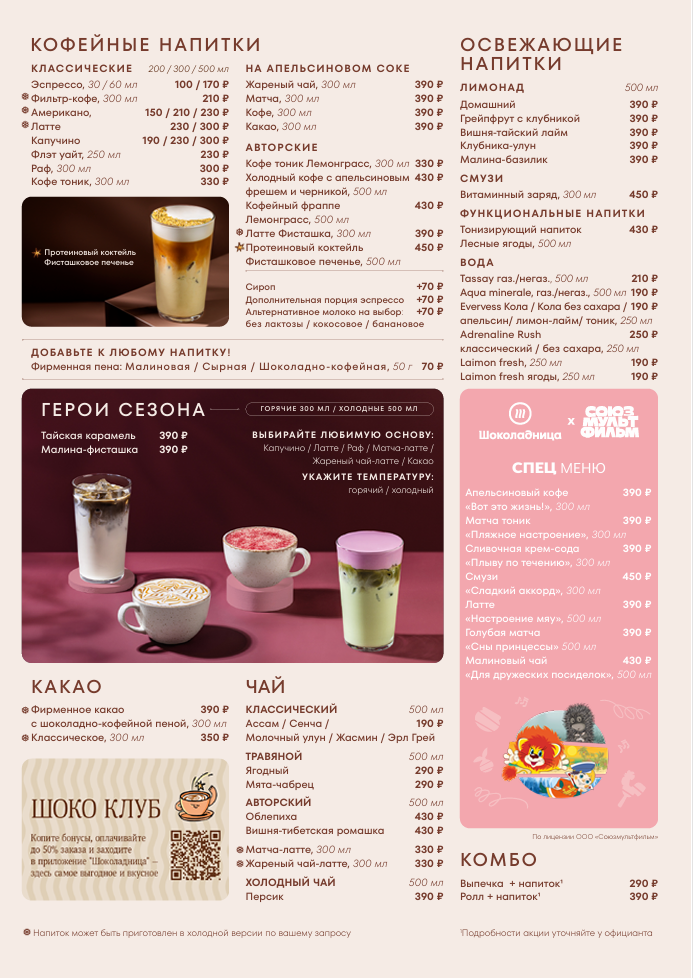 КОФЕЙНЫЕ НАПИТКИ
КЛАССИЧЕСКИЕ 200 / 300 / 500 мл
Эспрессо, 30 / 60 мл 100 / 170 ₽
Фильтр-кофе, 300 мл 210 ₽
Американо, 150 / 210 / 230 ₽
Латте 230 / 300 ₽
Капучино 190 / 230 / 300 ₽
Флэт уайт, 250 мл 230 ₽
Раф, 300 мл 300 ₽
Кофе тоник, 300 мл 330 ₽
Протеиновый коктейль
Фисташковое печенье
НА АПЕЛЬСИНОВОМ СОКЕ
Жареный чай, 300 мл 390 ₽
Матча, 300 мл 390 ₽
Кофе, 300 мл 390 ₽
Какао, 300 мл 390 ₽
АВТОРСКИЕ
Кофе тоник Лемонграсс, 300 мл 330 ₽
Холодный кофе с апельсиновым 430 ₽
фрешем и черникой, 500 мл
Кофейный фраппе 430 ₽
Лемонграсс, 500 мл
Латте Фисташка, 300 мл 390 ₽
Протеиновый коктейль 450 ₽
Фисташковое печенье, 500 мл
Сироп +70 ₽
Дополнительная порция эспрессо +70 ₽
Альтернативное молоко на выбор: +70 ₽
без лактозы / кокосовое / банановое
ДОБАВЬТЕ К ЛЮБОМУ НАПИТКУ!
Фирменная пена: Малиновая / Сырная / Шоколадно-кофейная, 50 г 70 ₽
ГЕРОИ СЕЗОНА
ГОРЯЧИЕ 300 МЛ / ХОЛОДНЫЕ 500 МЛ
Тайская карамель 390 ₽
Малина-фисташка 390 ₽
ВЫБИРАЙТЕ ЛЮБИМУЮ ОСНОВУ:
Капучино / Латте / Раф / Матча-латте /
Жареный чай-латте / Какао
УКАЖИТЕ ТЕМПЕРАТУРУ:
горячий / холодный
КАКАО
Фирменное какао 390 ₽
с шоколадно-кофейной пеной, 300 мл
Классическое, 300 мл 350 ₽
ШОКО КЛУБ
Копите бонусы, оплачивайте
до 50% заказа и заходите
в приложение "Шоколадница" –
здесь самое выгодное и вкусное
ЧАЙ
КЛАССИЧЕСКИЙ 500 мл
Ассам / Сенча / 190 ₽
Молочный улун / Жасмин / Эрл Грей
ТРАВЯНОЙ 500 мл
Ягодный 290 ₽
Мята-чабрец 290 ₽
АВТОРСКИЙ 500 мл
Облепиха 430 ₽
Вишня-тибетская ромашка 430 ₽
Матча-латте, 300 мл 330 ₽
Жареный чай-латте, 300 мл 330 ₽
ХОЛОДНЫЙ ЧАЙ 500 мл
Персик 390 ₽
ОСВЕЖАЮЩИЕ
НАПИТКИ
ЛИМОНАД 500 мл
Домашний 390 ₽
Грейпфрут с клубникой 390 ₽
Вишня-тайский лайм 390 ₽
Клубника-улун 390 ₽
Малина-базилик 390 ₽
СМУЗИ
Витаминный заряд, 300 мл 450 ₽
ФУНКЦИОНАЛЬНЫЕ НАПИТКИ
Тонизирующий напиток 430 ₽
Лесные ягоды, 500 мл
ВОДА
Tassay газ./негаз., 500 мл 210 ₽
Aqua minerale, газ./негаз., 500 мл 190 ₽
Evervess Кола / Кола без сахара / 190 ₽
апельсин/ лимон-лайм/ тоник, 250 мл
Adrenaline Rush 250 ₽
классический / без сахара, 250 мл
Laimon fresh, 250 мл 190 ₽
Laimon fresh ягоды, 250 мл 190 ₽
Шоколадница х СОЮЗ МУЛЬТ ФИЛЬМ
СПЕЦ МЕНЮ
Апельсиновый кофе 390 ₽
«Вот это жизнь!», 300 мл
Матча тоник 390 ₽
«Пляжное настроение», 300 мл
Сливочная крем-сода 390 ₽
«Плыву по течению», 300 мл
Смузи 450 ₽
«Сладкий аккорд», 300 мл
Латте 390 ₽
«Настроение мяу», 500 мл
Голубая матча 390 ₽
«Сны принцессы» 500 мл
Малиновый чай 430 ₽
«Для дружеских посиделок», 500 мл
По лицензии ООО «Союзмультфильм»
КОМБО
Выпечка + напиток¹ 290 ₽
Ролл + напиток¹ 390 ₽
Напиток может быть приготовлен в холодной версии по вашему запросу
¹Подробности акции уточняйте у официанта